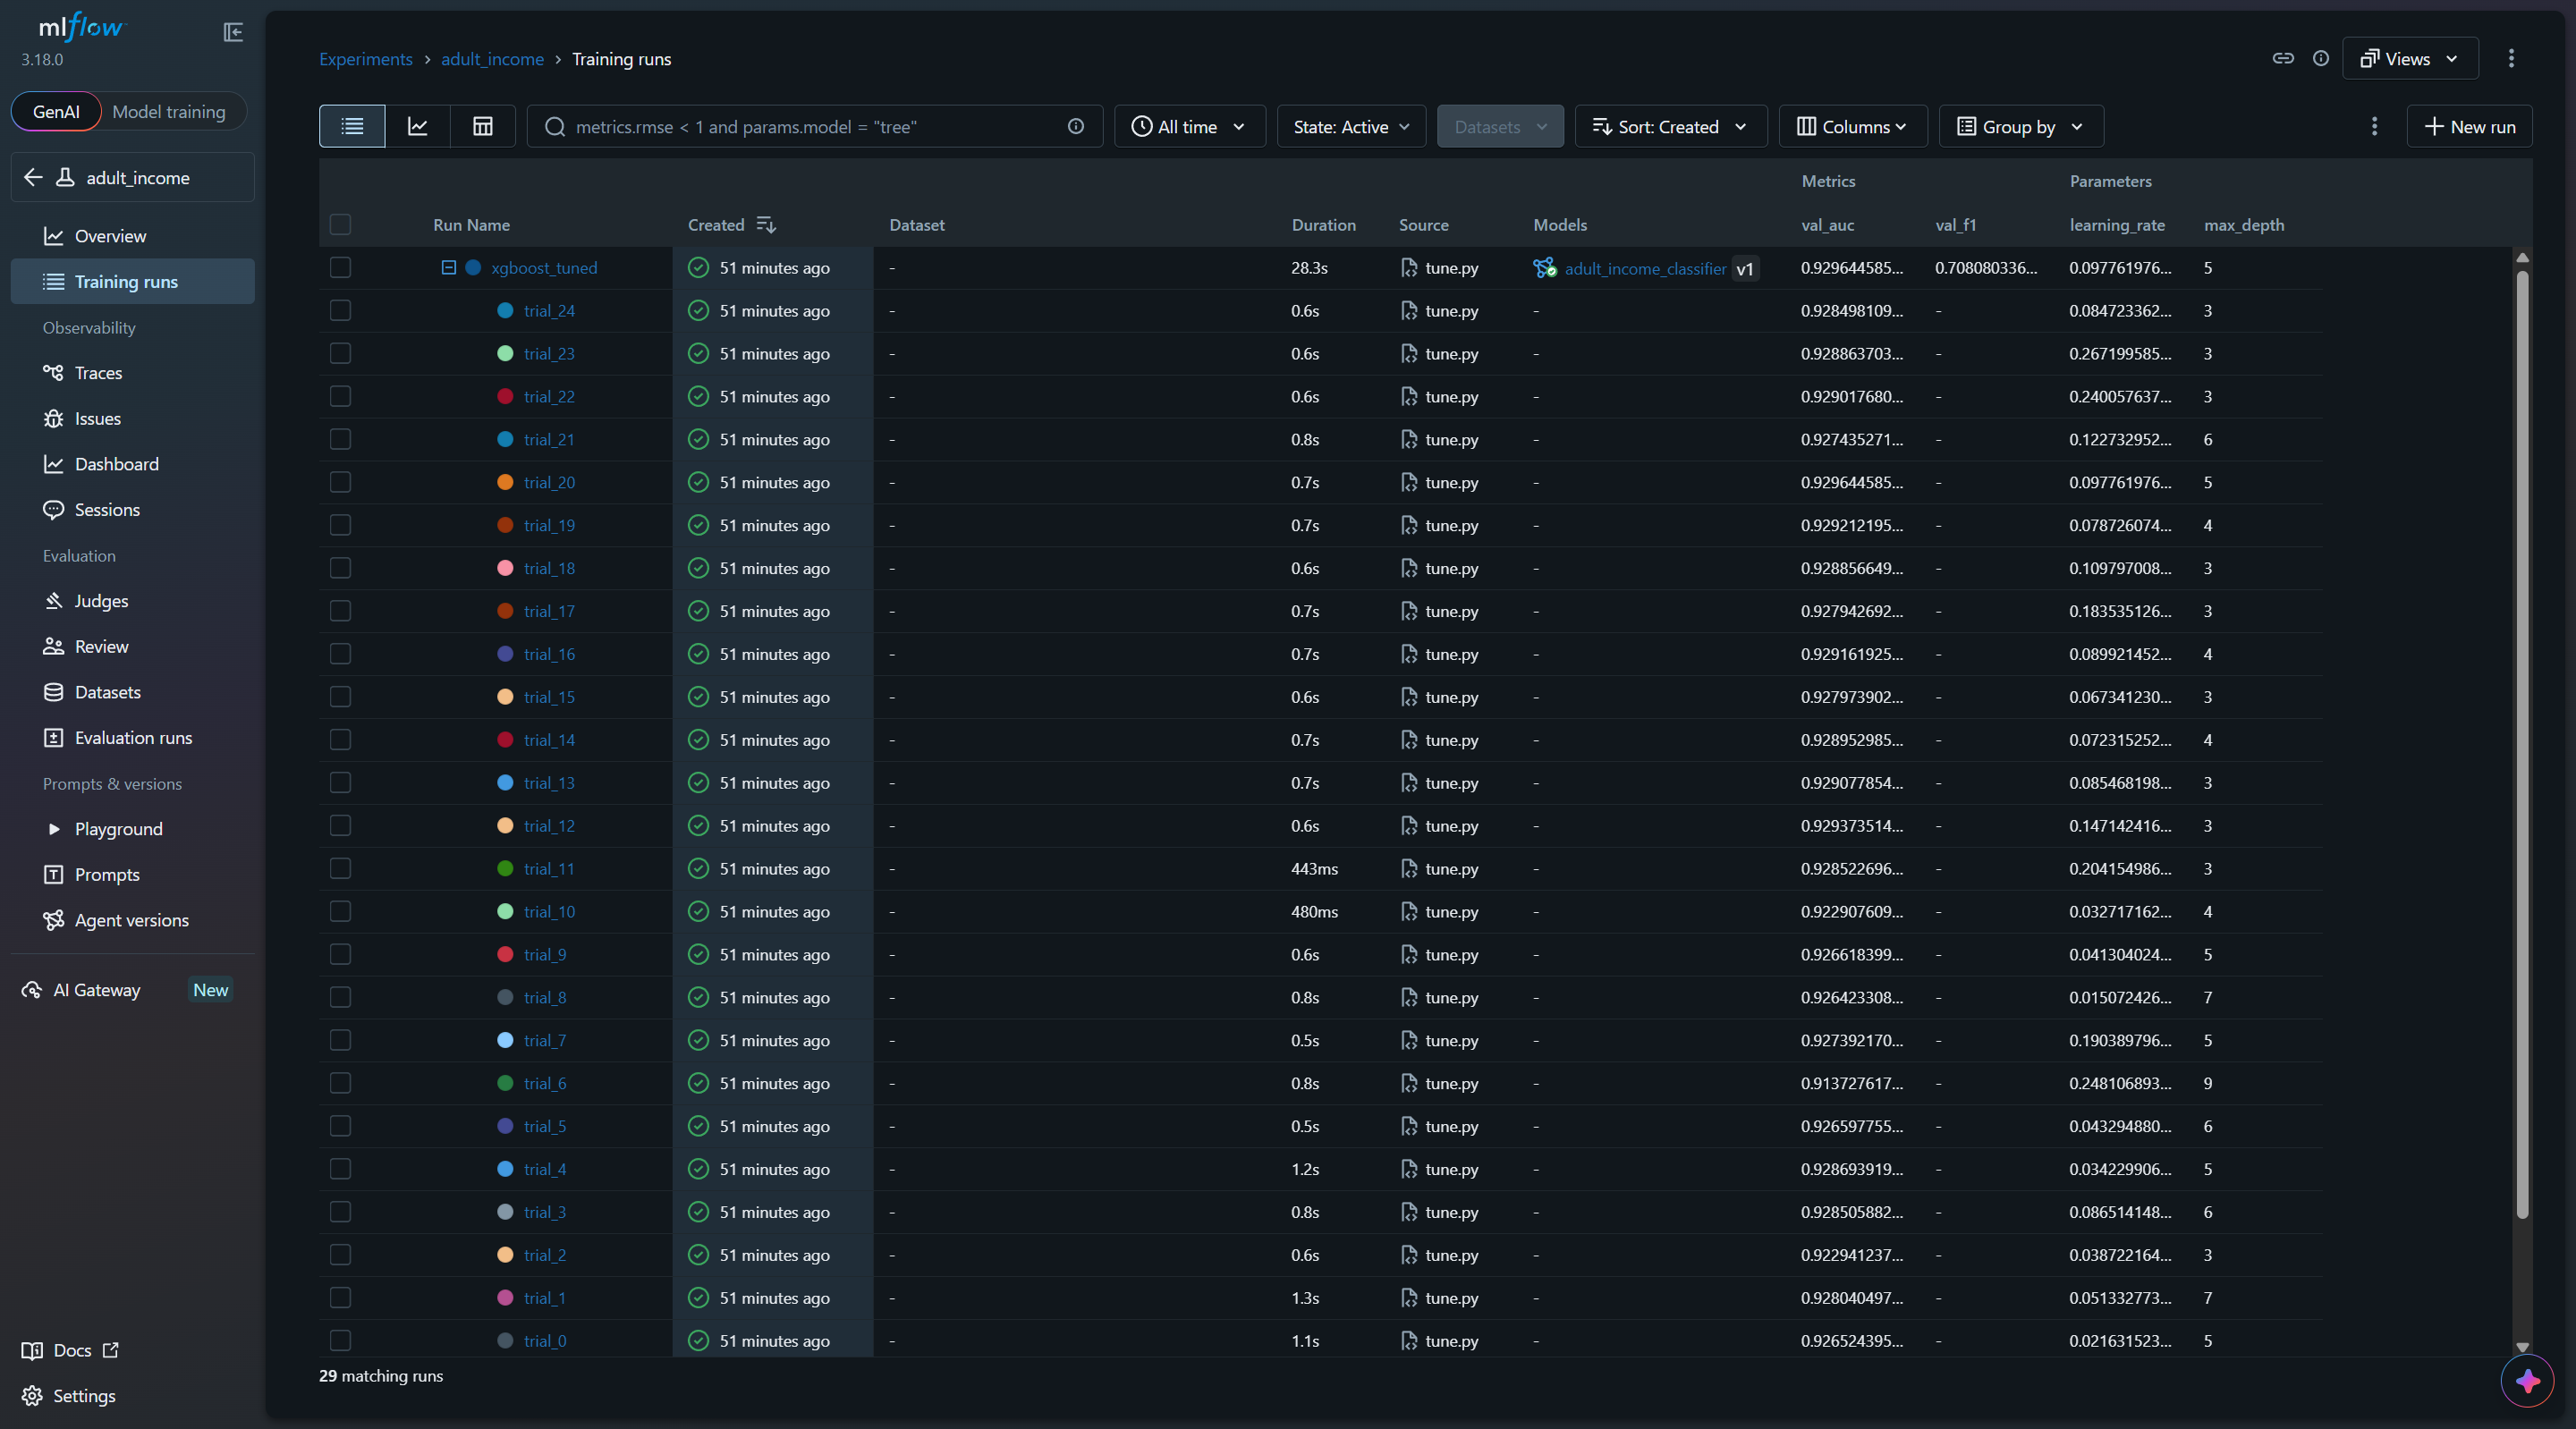 mlflow
3.18.0
GenAI Model training
adult_income
Overview
Training runs
Observability
Traces
Issues
Dashboard
Sessions
Evaluation
Judges
Review
Datasets
Evaluation runs
Prompts & versions
Playground
Prompts
Agent versions
AI Gateway New
Docs
Settings
Experiments > adult_income > Training runs
Views
metrics.rmse < 1 and params.model = "tree" All time State: Active Datasets Sort: Created Columns Group by New run
Metrics Parameters
Run Name Created Dataset Duration Source Models val_auc val_f1 learning_rate max_depth
xgboost_tuned 51 minutes ago - 28.3s tune.py adult_income_classifier v1 0.929644585... 0.708080336... 0.097761976... 5
trial_24 51 minutes ago - 0.6s tune.py - 0.928498109... - 0.084723362... 3
trial_23 51 minutes ago - 0.6s tune.py - 0.928863703... - 0.267199585... 3
trial_22 51 minutes ago - 0.6s tune.py - 0.929017680... - 0.240057637... 3
trial_21 51 minutes ago - 0.8s tune.py - 0.927435271... - 0.122732952... 6
trial_20 51 minutes ago - 0.7s tune.py - 0.929644585... - 0.097761976... 5
trial_19 51 minutes ago - 0.7s tune.py - 0.929212195... - 0.078726074... 4
trial_18 51 minutes ago - 0.6s tune.py - 0.928856649... - 0.109797008... 3
trial_17 51 minutes ago - 0.7s tune.py - 0.927942692... - 0.183535126... 3
trial_16 51 minutes ago - 0.7s tune.py - 0.929161925... - 0.089921452... 4
trial_15 51 minutes ago - 0.6s tune.py - 0.927973902... - 0.067341230... 3
trial_14 51 minutes ago - 0.7s tune.py - 0.928952985... - 0.072315252... 4
trial_13 51 minutes ago - 0.7s tune.py - 0.929077854... - 0.085468198... 3
trial_12 51 minutes ago - 0.6s tune.py - 0.929373514... - 0.147142416... 3
trial_11 51 minutes ago - 443ms tune.py - 0.928522696... - 0.204154986... 3
trial_10 51 minutes ago - 480ms tune.py - 0.922907609... - 0.032717162... 4
trial_9 51 minutes ago - 0.6s tune.py - 0.926618399... - 0.041304024... 5
trial_8 51 minutes ago - 0.8s tune.py - 0.926423308... - 0.015072426... 7
trial_7 51 minutes ago - 0.5s tune.py - 0.927392170... - 0.190389796... 5
trial_6 51 minutes ago - 0.8s tune.py - 0.913727617... - 0.248106893... 9
trial_5 51 minutes ago - 0.5s tune.py - 0.926597755... - 0.043294880... 6
trial_4 51 minutes ago - 1.2s tune.py - 0.928693919... - 0.034229906... 5
trial_3 51 minutes ago - 0.8s tune.py - 0.928505882... - 0.086514148... 6
trial_2 51 minutes ago - 0.6s tune.py - 0.922941237... - 0.038722164... 3
trial_1 51 minutes ago - 1.3s tune.py - 0.928040497... - 0.051332773... 7
trial_0 51 minutes ago - 1.1s tune.py - 0.926524395... - 0.021631523... 5
29 matching runs